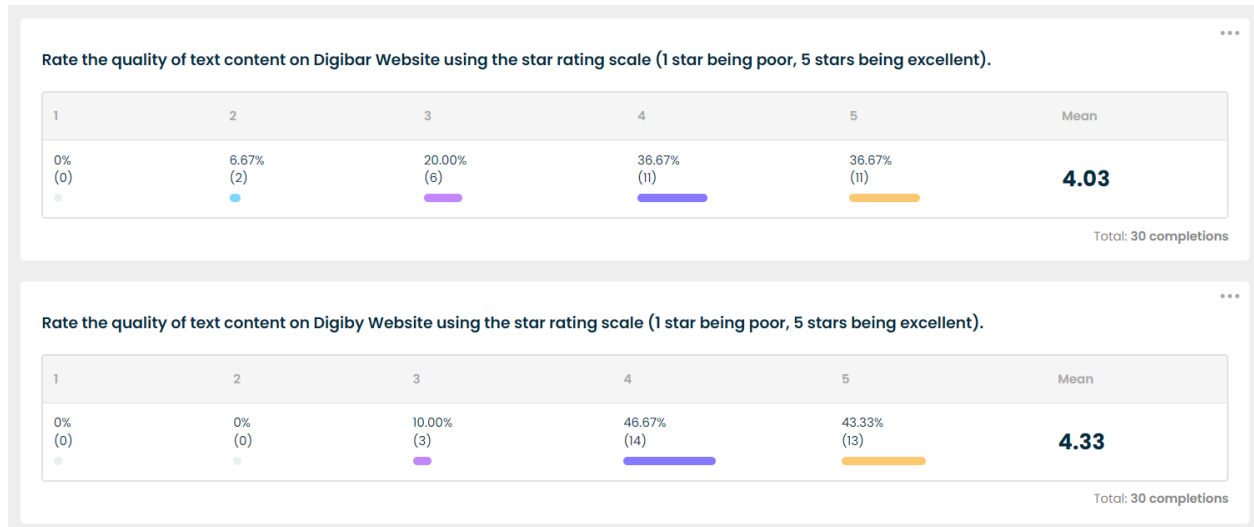 Rate the quality of text content on Digibar Website using the star rating scale (1 star being poor, 5 stars being excellent).
1 2 3 4 5 Mean
0% 6.67% 20.00% 36.67% 36.67%
(0) (2) (6) (11) (11) 4.03
Total: 30 completions
Rate the quality of text content on Digiby Website using the star rating scale (1 star being poor, 5 stars being excellent).
1 2 3 4 5 Mean
0% 0% 10.00% 46.67% 43.33%
(0) (0) (3) (14) (13) 4.33
Total: 30 completions